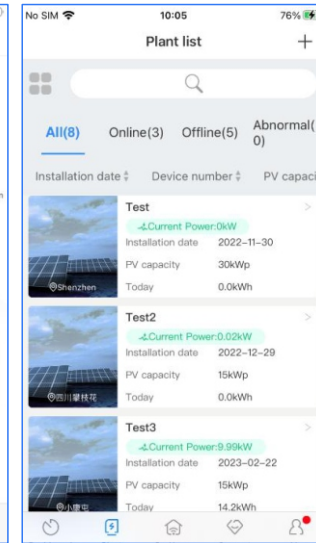 No SIM 10:05 76%
Plant list
All(8) Online(3) Offline(5) Abnormal(
0)
Installation date Device number PV capaci
Test
Current Power:0kW
Installation date 2022-11-30
PV capacity 30kWp
Shenzhen Today 0.0kWh
Test2
Current Power:0.02kW
Installation date 2022-12-29
PV capacity 15kWp
四川攀枝花 Today 0.0kWh
Test3
Current Power:9.99kW
Installation date 2023-02-22
PV capacity 15kWp
Today 14.2kWh